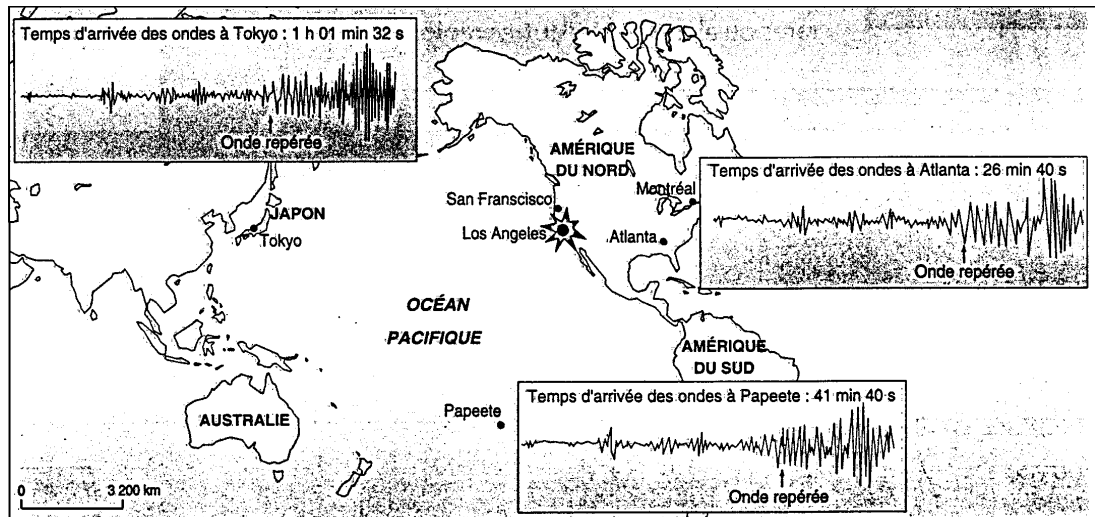 Temps d'arrivée des ondes à Tokyo : 1 h 01 min 32 s
Onde repérée
AMÉRIQUE
DU NORD
Temps d'arrivée des ondes à Atlanta : 26 min 40 s
Onde repérée
Montréal
San Franscisco
Los Angeles
Atlanta
JAPON
Tokyo
OCÉAN
PACIFIQUE
AMÉRIQUE
DU SUD
Temps d'arrivée des ondes à Papeete : 41 min 40 s
Onde repérée
Papeete
AUSTRALIE
0 3 200 km